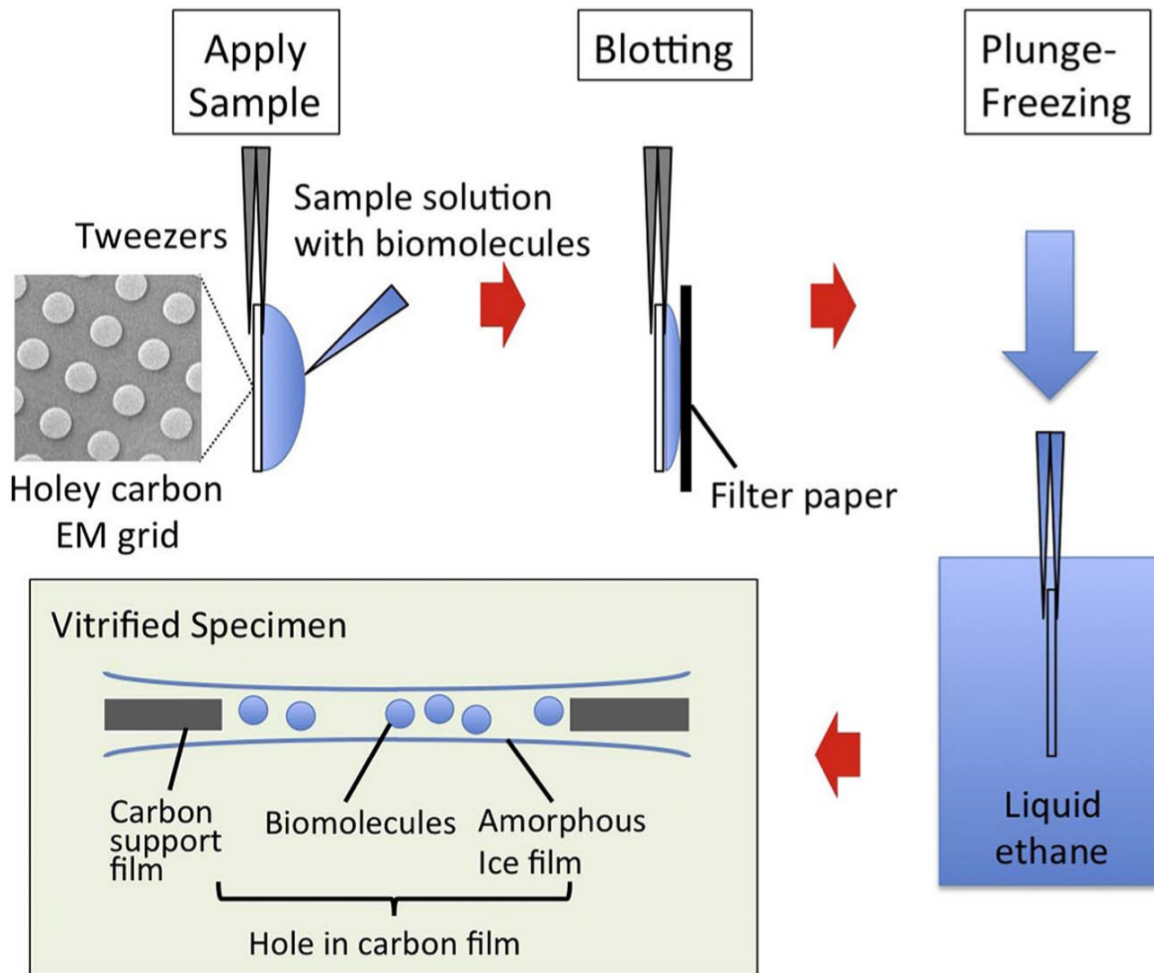 Apply
Sample
Blotting
Plunge-
Freezing
Tweezers
Sample solution
with biomolecules
Holey carbon
EM grid
Filter paper
Liquid
ethane
Vitrified Specimen
Carbon
support
film
Biomolecules
Amorphous
Ice film
Hole in carbon film